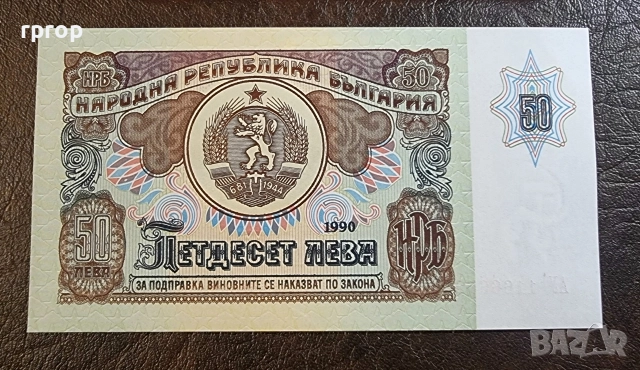 rprop
НРБ
50
НАРОДНА РЕПУБЛИКА БЪЛГАРИЯ
50
681 1944
1990
50
ЛЕВА
ПЕТДЕСЕТ ЛЕВА
НРБ
ЗА ПОДПРАВКА ВИНОВНИТЕ СЕ НАКАЗВАТ ПО ЗАКОНА
BAZAR